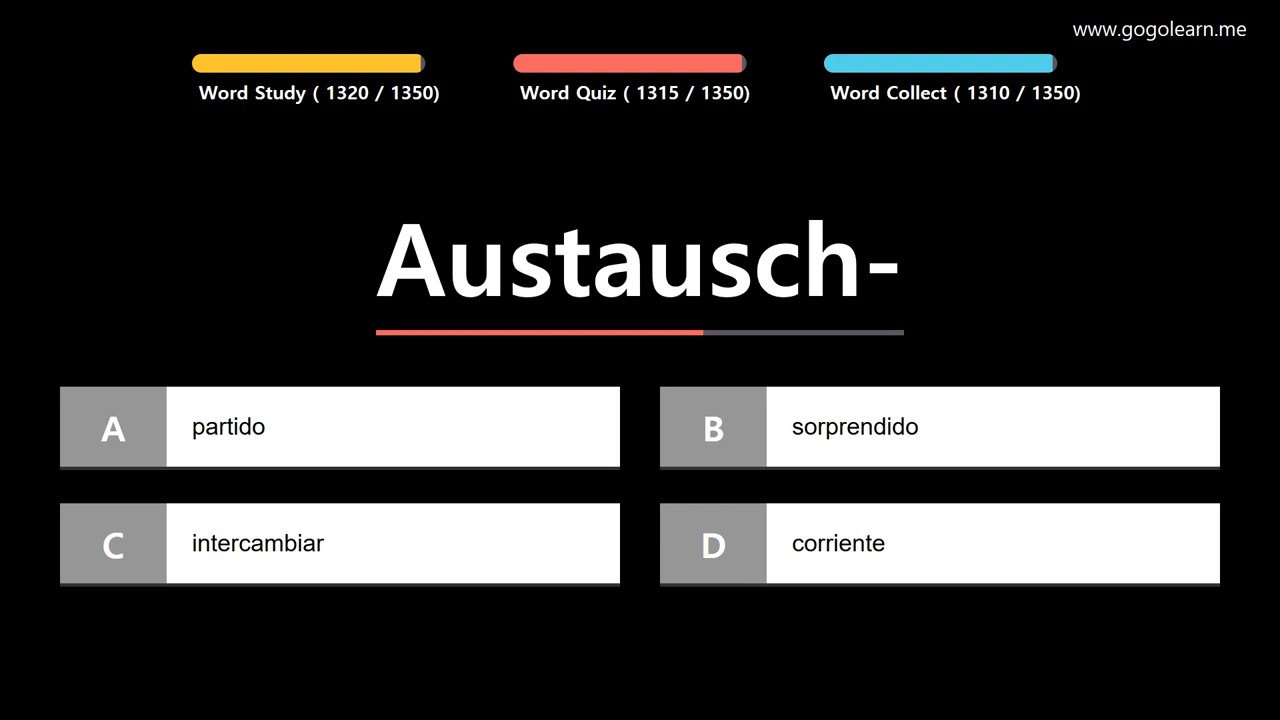 www.gogolearn.me
Word Study ( 1320 / 1350)
Word Quiz ( 1315 / 1350)
Word Collect ( 1310 / 1350)
Austausch-
A partido
B sorprendido
C intercambiar
D corriente